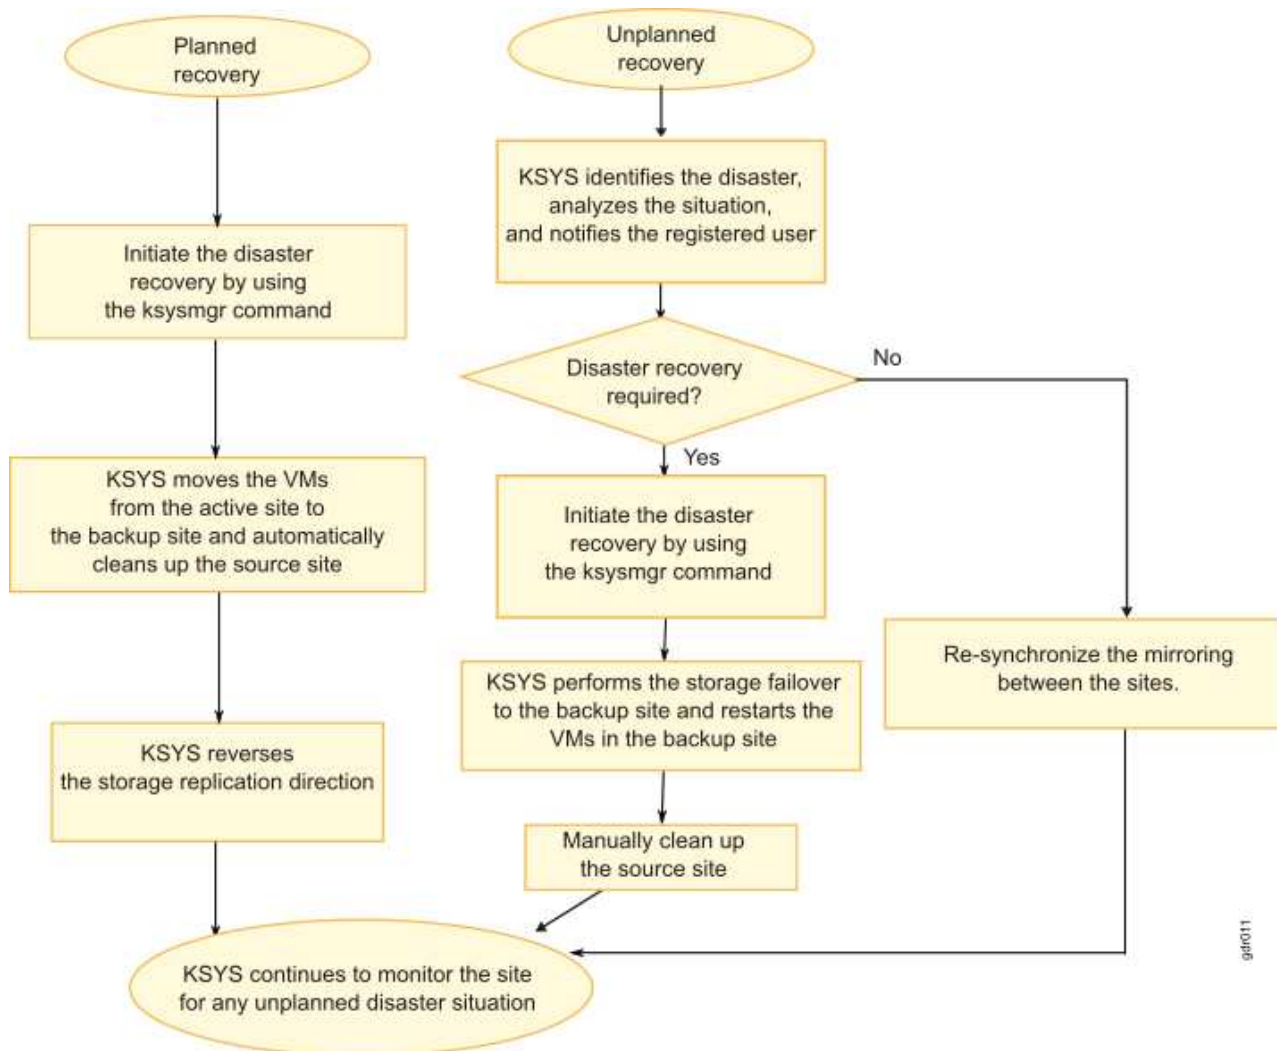 Planned
recovery
Initiate the disaster
recovery by using
the ksysmgr command
KSYS moves the VMs
from the active site to
the backup site and automatically
cleans up the source site
KSYS reverses
the storage replication direction
Unplanned
recovery
KSYS identifies the disaster,
analyzes the situation,
and notifies the registered user
Disaster recovery
required?
No
Yes
Initiate the disaster
recovery by using
the ksysmgr command
KSYS performs the storage failover
to the backup site and restarts the
VMs in the backup site
Manually clean up
the source site
Re-synchronize the mirroring
between the sites.
KSYS continues to monitor the site
for any unplanned disaster situation
gdr011